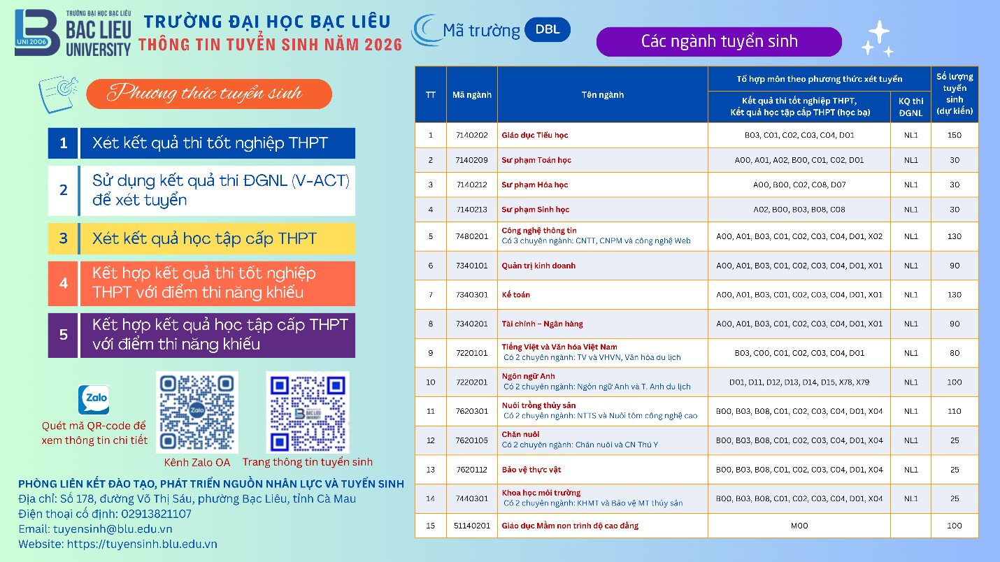 TRƯỜNG ĐẠI HỌC BẠC LIÊU
BAC LIEU
UNIVERSITY
UNI 2006
TRƯỜNG ĐẠI HỌC BẠC LIÊU
THÔNG TIN TUYỂN SINH NĂM 2026
Mã trường DBL
Các ngành tuyển sinh
Phương thức tuyển sinh
1 Xét kết quả thi tốt nghiệp THPT
2 Sử dụng kết quả thi ĐGNL (V-ACT)
để xét tuyển
3 Xét kết quả học tập cấp THPT
4 Kết hợp kết quả thi tốt nghiệp
THPT với điểm thi năng khiếu
5 Kết hợp kết quả học tập cấp THPT
với điểm thi năng khiếu
Zalo
Quét mã QR-code để
xem thông tin chi tiết
Zalo
BAC LIEU
Kênh Zalo OA
Trang thông tin tuyển sinh
PHÒNG LIÊN KẾT ĐÀO TẠO, PHÁT TRIỂN NGUỒN NHÂN LỰC VÀ TUYỂN SINH
Địa chỉ: Số 178, đường Võ Thị Sáu, phường Bạc Liêu, tỉnh Cà Mau
Điện thoại cố định: 02913821107
Email: tuyensinh@blu.edu.vn
Website: https://tuyensinh.blu.edu.vn
TT Mã ngành Tên ngành Tổ hợp môn theo phương thức xét tuyển Số lượng tuyển sinh (dự kiến)
Kết quả thi tốt nghiệp THPT, Kết quả học tập cấp THPT (học bạ) KQ thi ĐGNL
1 7140202 Giáo dục Tiểu học B03, C01, C02, C03, C04, D01 NL1 150
2 7140209 Sư phạm Toán học A00, A01, A02, B00, C01, C02, D01 NL1 30
3 7140212 Sư phạm Hóa học A00, B00, C02, C08, D07 NL1 30
4 7140213 Sư phạm Sinh học A02, B00, B03, B08, C08 NL1 30
5 7480201 Công nghệ thông tin A00, A01, B03, C01, C02, C03, C04, D01, X02 NL1 130
Có 3 chuyên ngành: CNTT, CNPM và công nghệ Web
6 7340101 Quản trị kinh doanh A00, A01, B03, C01, C02, C03, C04, D01, X01 NL1 90
7 7340301 Kế toán A00, A01, B03, C01, C02, C03, C04, D01, X01 NL1 130
8 7340201 Tài chính – Ngân hàng A00, A01, B03, C01, C02, C03, C04, D01, X01 NL1 90
9 7220101 Tiếng Việt và Văn hóa Việt Nam B03, C00, C01, C02, C03, C04, D01 NL1 80
Có 2 chuyên ngành: TV và VHVN, Văn hóa du lịch
10 7220201 Ngôn ngữ Anh D01, D11, D12, D13, D14, D15, X78, X79 NL1 100
Có 2 chuyên ngành: Ngôn ngữ Anh và T. Anh du lịch
11 7620301 Nuôi trồng thủy sản B00, B03, B08, C01, C02, C03, C04, D01, X04 NL1 110
Có 2 chuyên ngành: NTTS và Nuôi tôm công nghệ cao
12 7620105 Chăn nuôi B00, B03, B08, C01, C02, C03, C04, D01, X04 NL1 25
Có 2 chuyên ngành: Chăn nuôi và CN Thú Y
13 7620112 Bảo vệ thực vật B00, B03, B08, C01, C02, C03, C04, D01, X04 NL1 25
14 7440301 Khoa học môi trường B00, B03, B08, C01, C02, C03, C04, D01, X04 NL1 25
Có 2 chuyên ngành: KHMT và Bảo vệ MT thủy sản
15 51140201 Giáo dục Mầm non trình độ cao đẳng M00 100